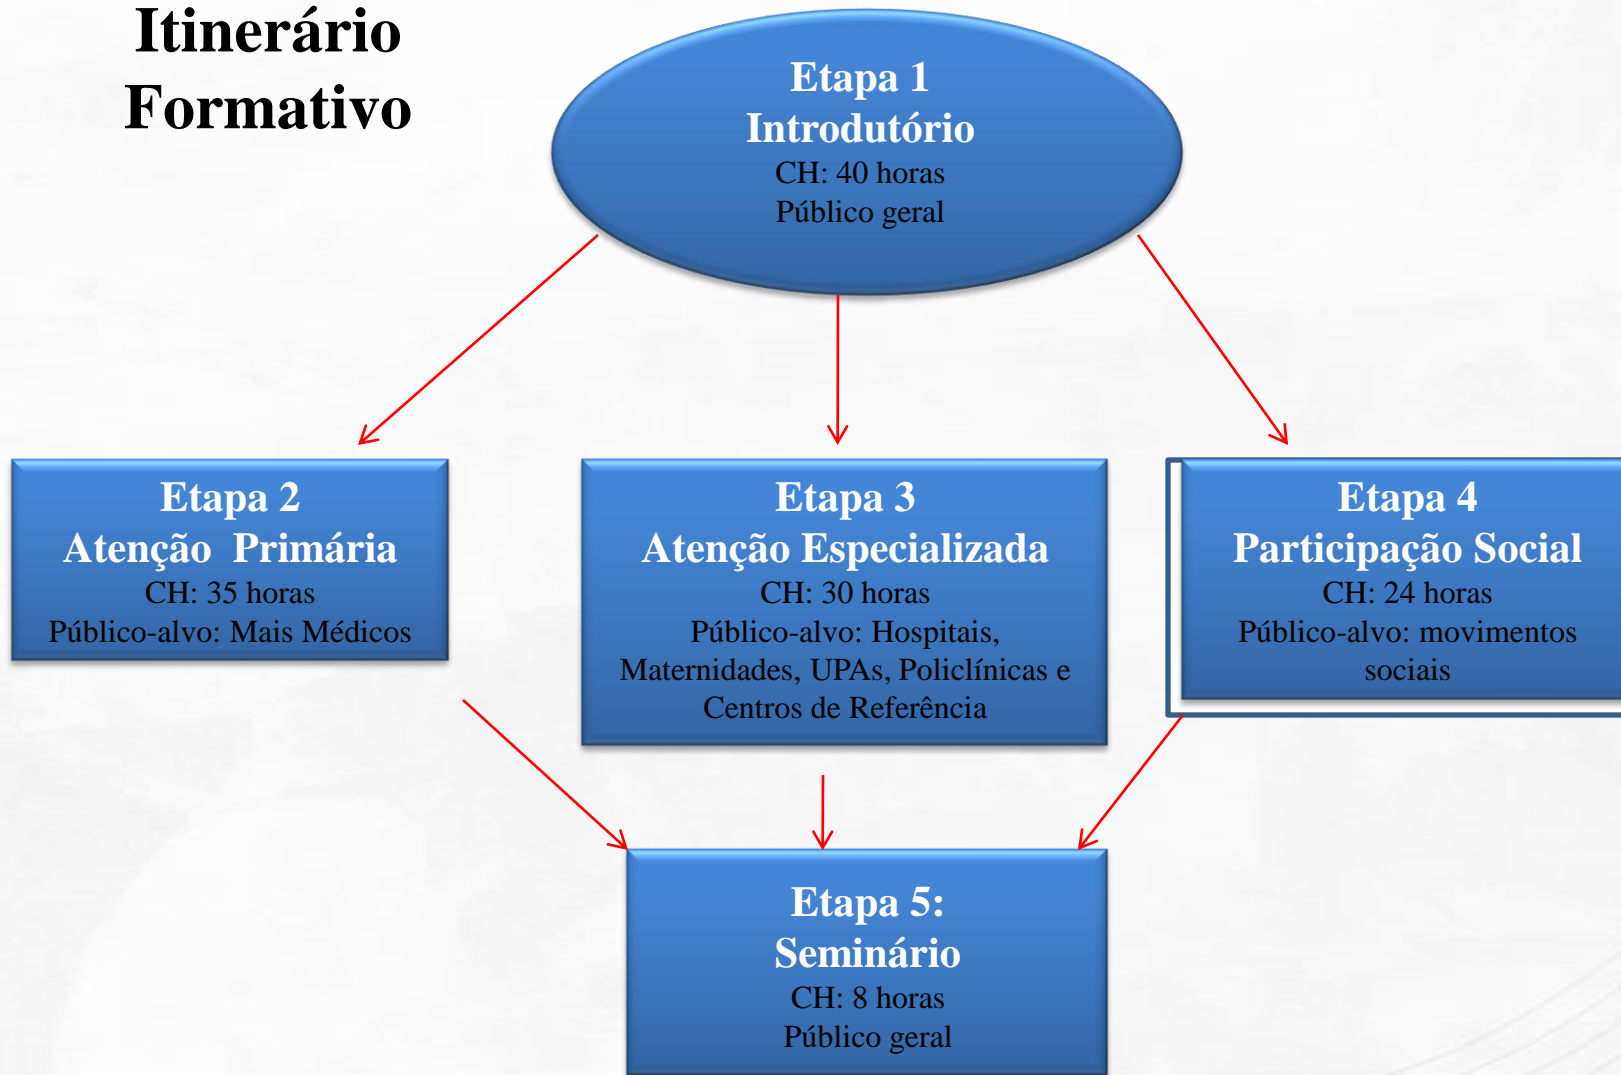 Itinerário
Formativo
Etapa 1
Introdutório
CH: 40 horas
Público geral
Etapa 2
Atenção  Primária
CH: 35 horas
Público-alvo: Mais Médicos
Etapa 3
Atenção Especializada
CH: 30 horas
Público-alvo: Hospitais,
Maternidades, UPAs, Policlínicas e
Centros de Referência
Etapa 4
Participação Social
CH: 24 horas
Público-alvo: movimentos
sociais
Etapa 5:
Seminário
CH: 8 horas
Público geral